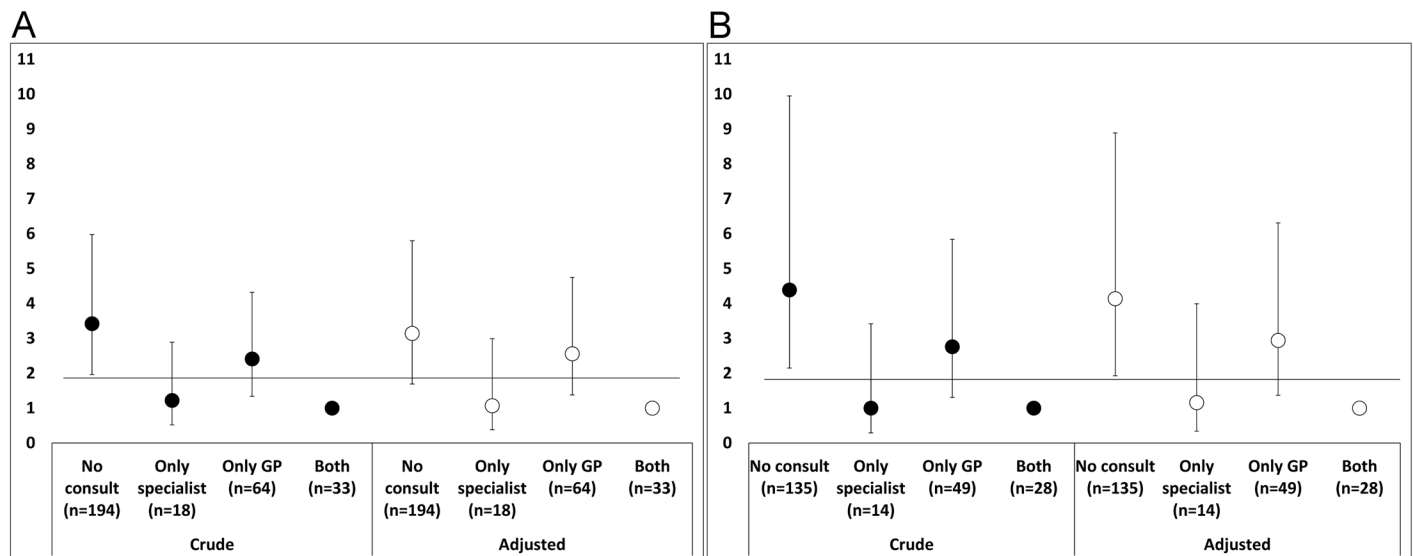 A
11
10
9
8
7
6
5
4
3
2
1
0
No
consult
(n=194)
Only
specialist
(n=18)
Only GP
(n=64)
Both
(n=33)
No
consult
(n=194)
Only
specialist
(n=18)
Only GP
(n=64)
Both
(n=33)
Crude
Adjusted
B
11
10
9
8
7
6
5
4
3
2
1
0
No consult
(n=135)
Only
specialist
(n=14)
Only GP
(n=49)
Both
(n=28)
No consult
(n=135)
Only
specialist
(n=14)
Only GP
(n=49)
Both
(n=28)
Crude
Adjusted